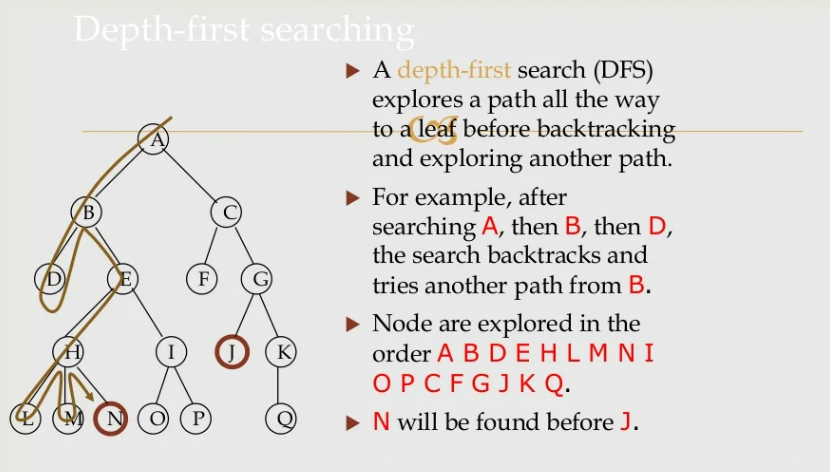 Depth-first searching
A depth-first search (DFS)
explores a path all the way
to a leaf before backtracking
and exploring another path.
For example, after
searching A, then B, then D,
the search backtracks and
tries another path from B.
Node are explored in the
order A B D E H L M N I
O P C F G J K Q.
N will be found before J.
A
B C
D E F G
H I J K
L M N O P Q